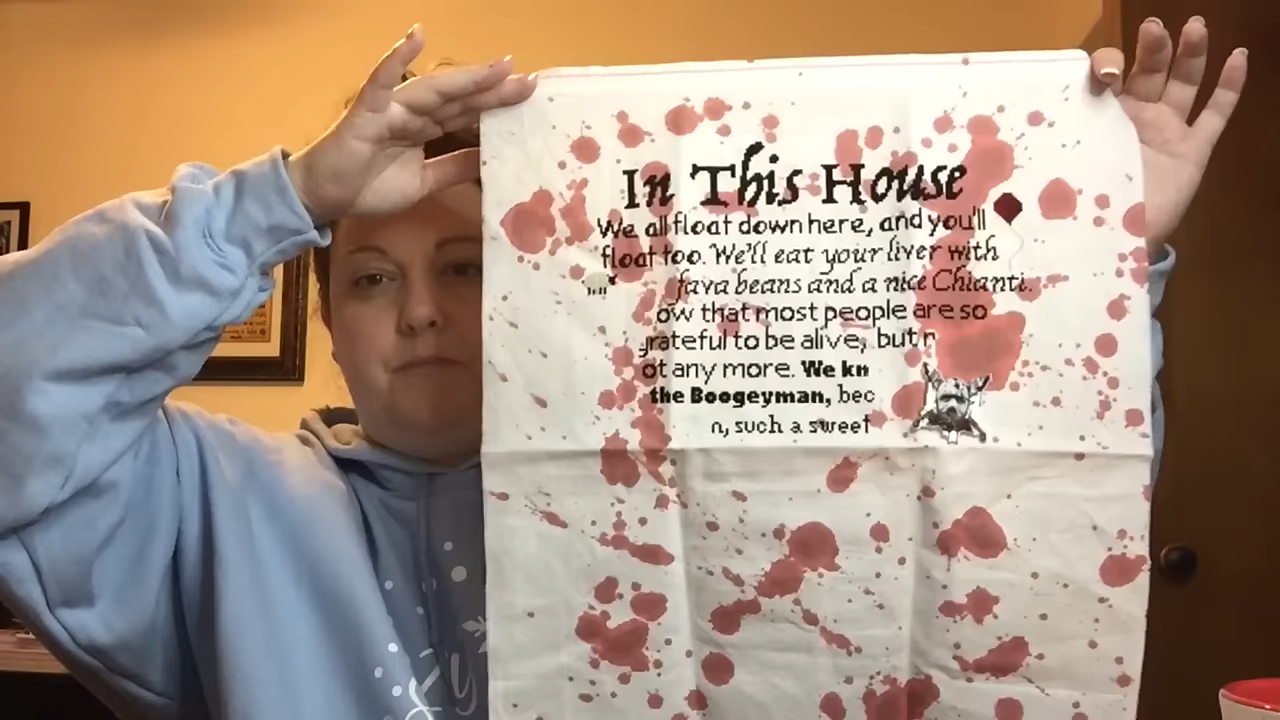 In This House
We all float down here, and you'll
float too. We'll eat your liver with
fava beans and a nice Chianti.
ow that most people are so
grateful to be alive, but n
ot any more. We kn
the Boogeyman, bec
n, such a sweet